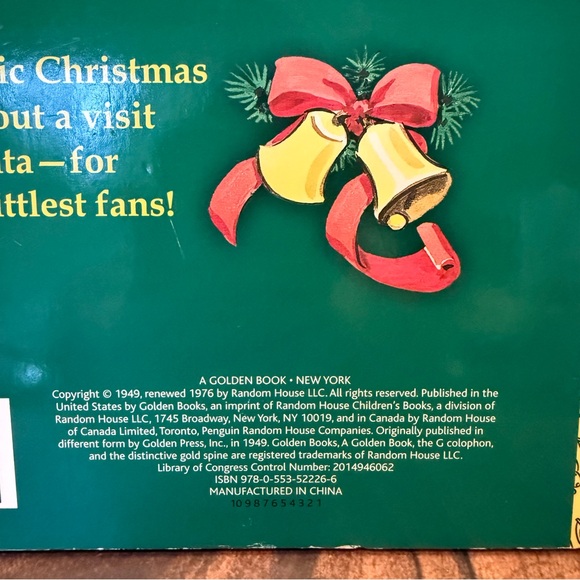 ic Christmas
out a visit
ta—for
ittlest fans!
A GOLDEN BOOK • NEW YORK
Copyright © 1949, renewed 1976 by Random House LLC. All rights reserved. Published in the
United States by Golden Books, an imprint of Random House Children's Books, a division of
Random House LLC, 1745 Broadway, New York, NY 10019, and in Canada by Random House
of Canada Limited, Toronto, Penguin Random House Companies. Originally published in
different form by Golden Press, Inc., in 1949. Golden Books, A Golden Book, the G colophon,
and the distinctive gold spine are registered trademarks of Random House LLC.
Library of Congress Control Number: 2014946062
ISBN 978-0-553-52226-6
MANUFACTURED IN CHINA
10 9 8 7 6 5 4 3 2 1